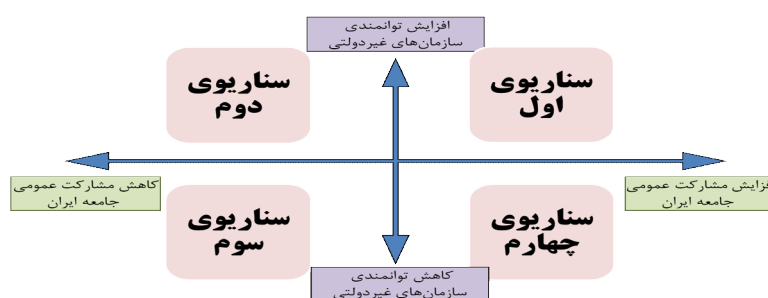 افزایش توانمندی
سازمان‌های غیردولتی
سناریوی
اول
سناریوی
دوم
افزایش مشارکت عمومی
جامعه ایران
کاهش مشارکت عمومی
جامعه ایران
سناریوی
چهارم
سناریوی
سوم
کاهش توانمندی
سازمان‌های غیردولتی